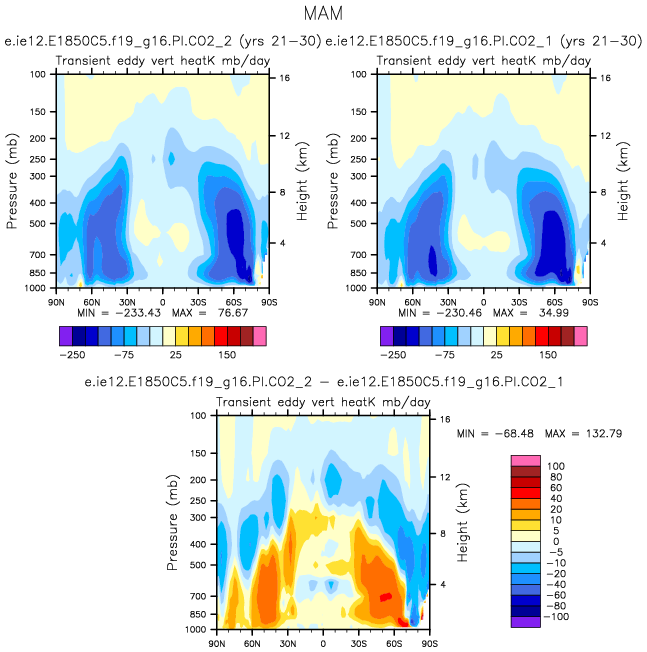 MAM
e.ie12.E1850C5.f19_g16.PI.CO2_2 (yrs 21-30)
Transient eddy vert heatK mb/day
Pressure (mb)
100
150
200
250
300
400
500
700
850
1000
16
12
8
4
Height (km)
90N 60N 30N 0 30S 60S 90S
MIN = -233.43 MAX = 76.67
-250 -75 25 150
e.ie12.E1850C5.f19_g16.PI.CO2_1 (yrs 21-30)
Transient eddy vert heatK mb/day
Pressure (mb)
100
150
200
250
300
400
500
700
850
1000
16
12
8
4
Height (km)
90N 60N 30N 0 30S 60S 90S
MIN = -230.46 MAX = 34.99
-250 -75 25 150
e.ie12.E1850C5.f19_g16.PI.CO2_2 - e.ie12.E1850C5.f19_g16.PI.CO2_1
Transient eddy vert heatK mb/day
Pressure (mb)
100
150
200
250
300
400
500
700
850
1000
16
12
8
4
Height (km)
90N 60N 30N 0 30S 60S 90S
MIN = -68.48 MAX = 132.79
100
80
60
40
20
10
5
0
-5
-10
-20
-40
-60
-80
-100